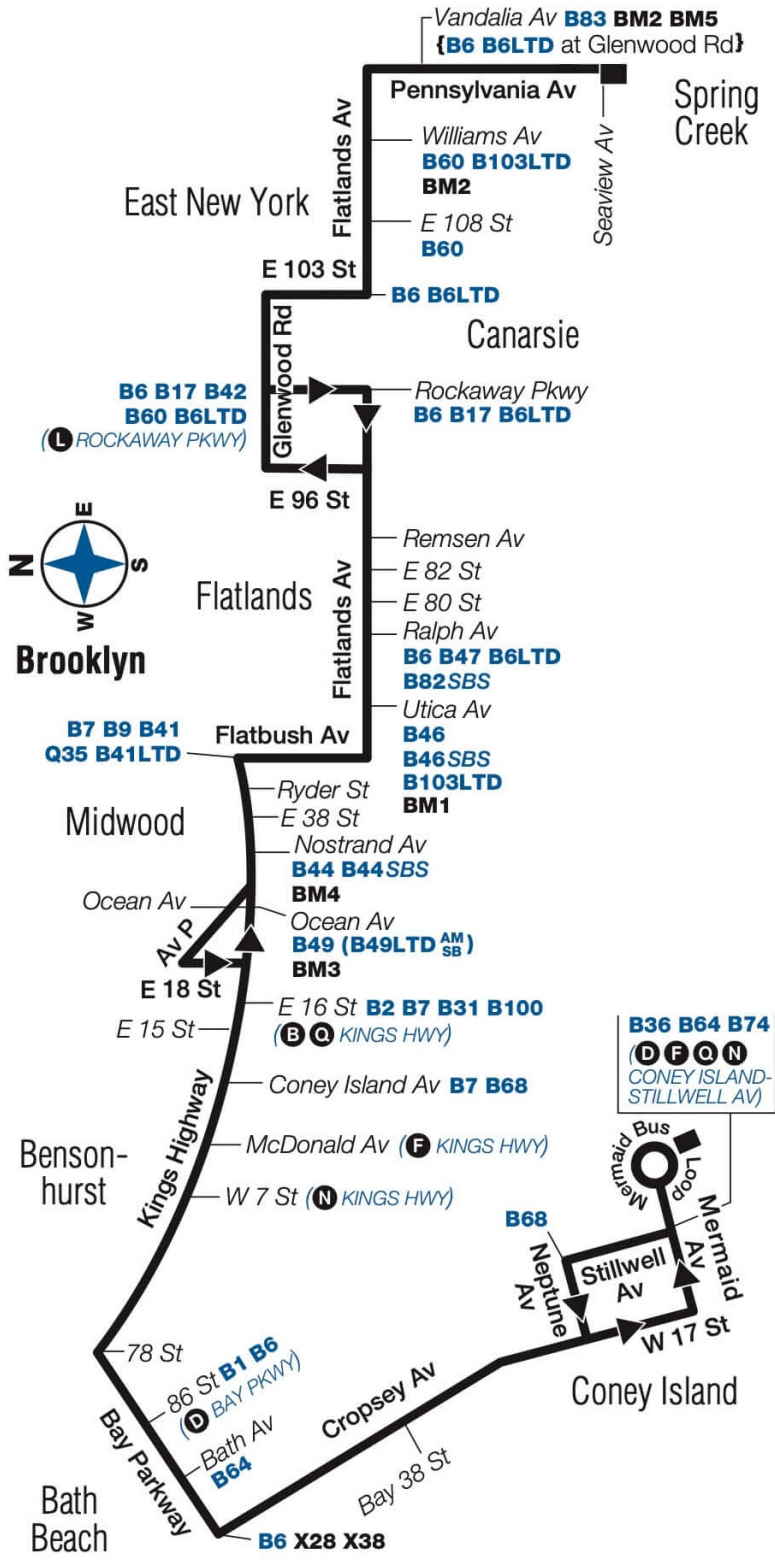 Vandalia Av B83 BM2 BM5
{B6 B6LTD at Glenwood Rd}
Pennsylvania Av
Spring
Creek
Seaview Av
Flatlands Av
Williams Av
B60 B103LTD
BM2
East New York
E 108 St
B60
E 103 St
B6 B6LTD
Canarsie
Glenwood Rd
B6 B17 B42
B60 B6LTD
(L ROCKAWAY PKWY)
Rockaway Pkwy
B6 B17 B6LTD
E 96 St
E
N
S
W
Brooklyn
Flatlands
Flatlands Av
Remsen Av
E 82 St
E 80 St
Ralph Av
B6 B47 B6LTD
B82SBS
Utica Av
B46
B46SBS
B103LTD
BM1
B7 B9 B41
Q35 B41LTD
Flatbush Av
Ryder St
E 38 St
Midwood
Nostrand Av
B44 B44SBS
BM4
Ocean Av
Ocean Av
B49 (B49LTD AM SB)
BM3
Av P
E 18 St
E 16 St B2 B7 B31 B100
(B Q KINGS HWY)
E 15 St
Coney Island Av B7 B68
Kings Highway
McDonald Av (F KINGS HWY)
Benson-
hurst
W 7 St (N KINGS HWY)
B36 B64 B74
(D F Q N
CONEY ISLAND-
STILLWELL AV)
Mermaid Bus
Loop
Mermaid
Av
B68
Neptune
Av
Stillwell
Av
W 17 St
Coney Island
78 St
86 St B1 B6
(D BAY PKWY)
Bath Av
B64
Bay Parkway
Cropsey Av
Bay 38 St
Bath
Beach
B6 X28 X38